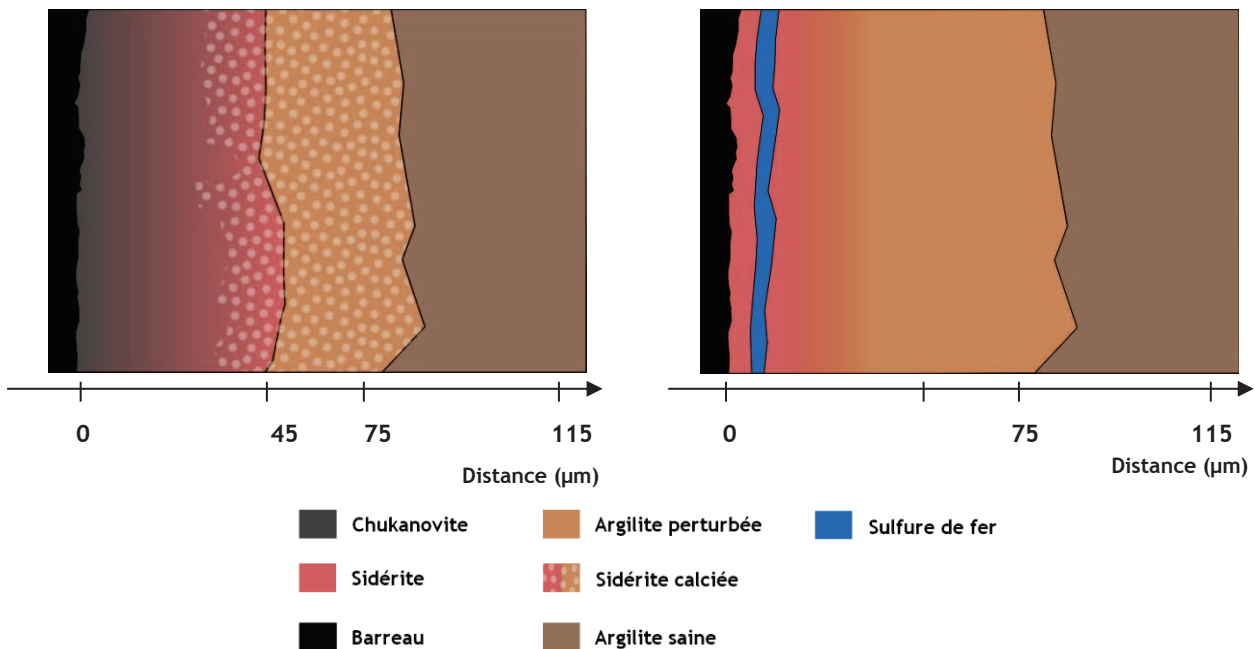 0 45 75 115
Distance (µm)
0 75 115
Distance (µm)
Chukanovite
Argilite perturbée
Sulfure de fer
Sidérite
Sidérite calciée
Barreau
Argilite saine